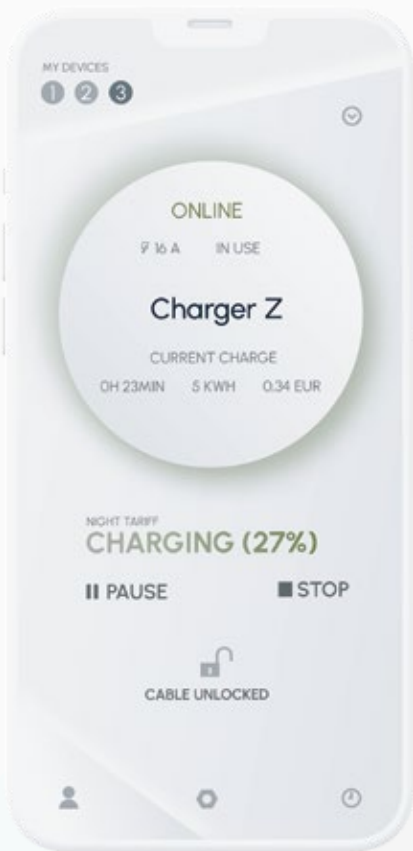 MY DEVICES
1 2 3
ONLINE
16 A IN USE
Charger Z
CURRENT CHARGE
0H 23MIN 5 KWH 0.34 EUR
NIGHT TARIFF
CHARGING (27%)
PAUSE STOP
CABLE UNLOCKED